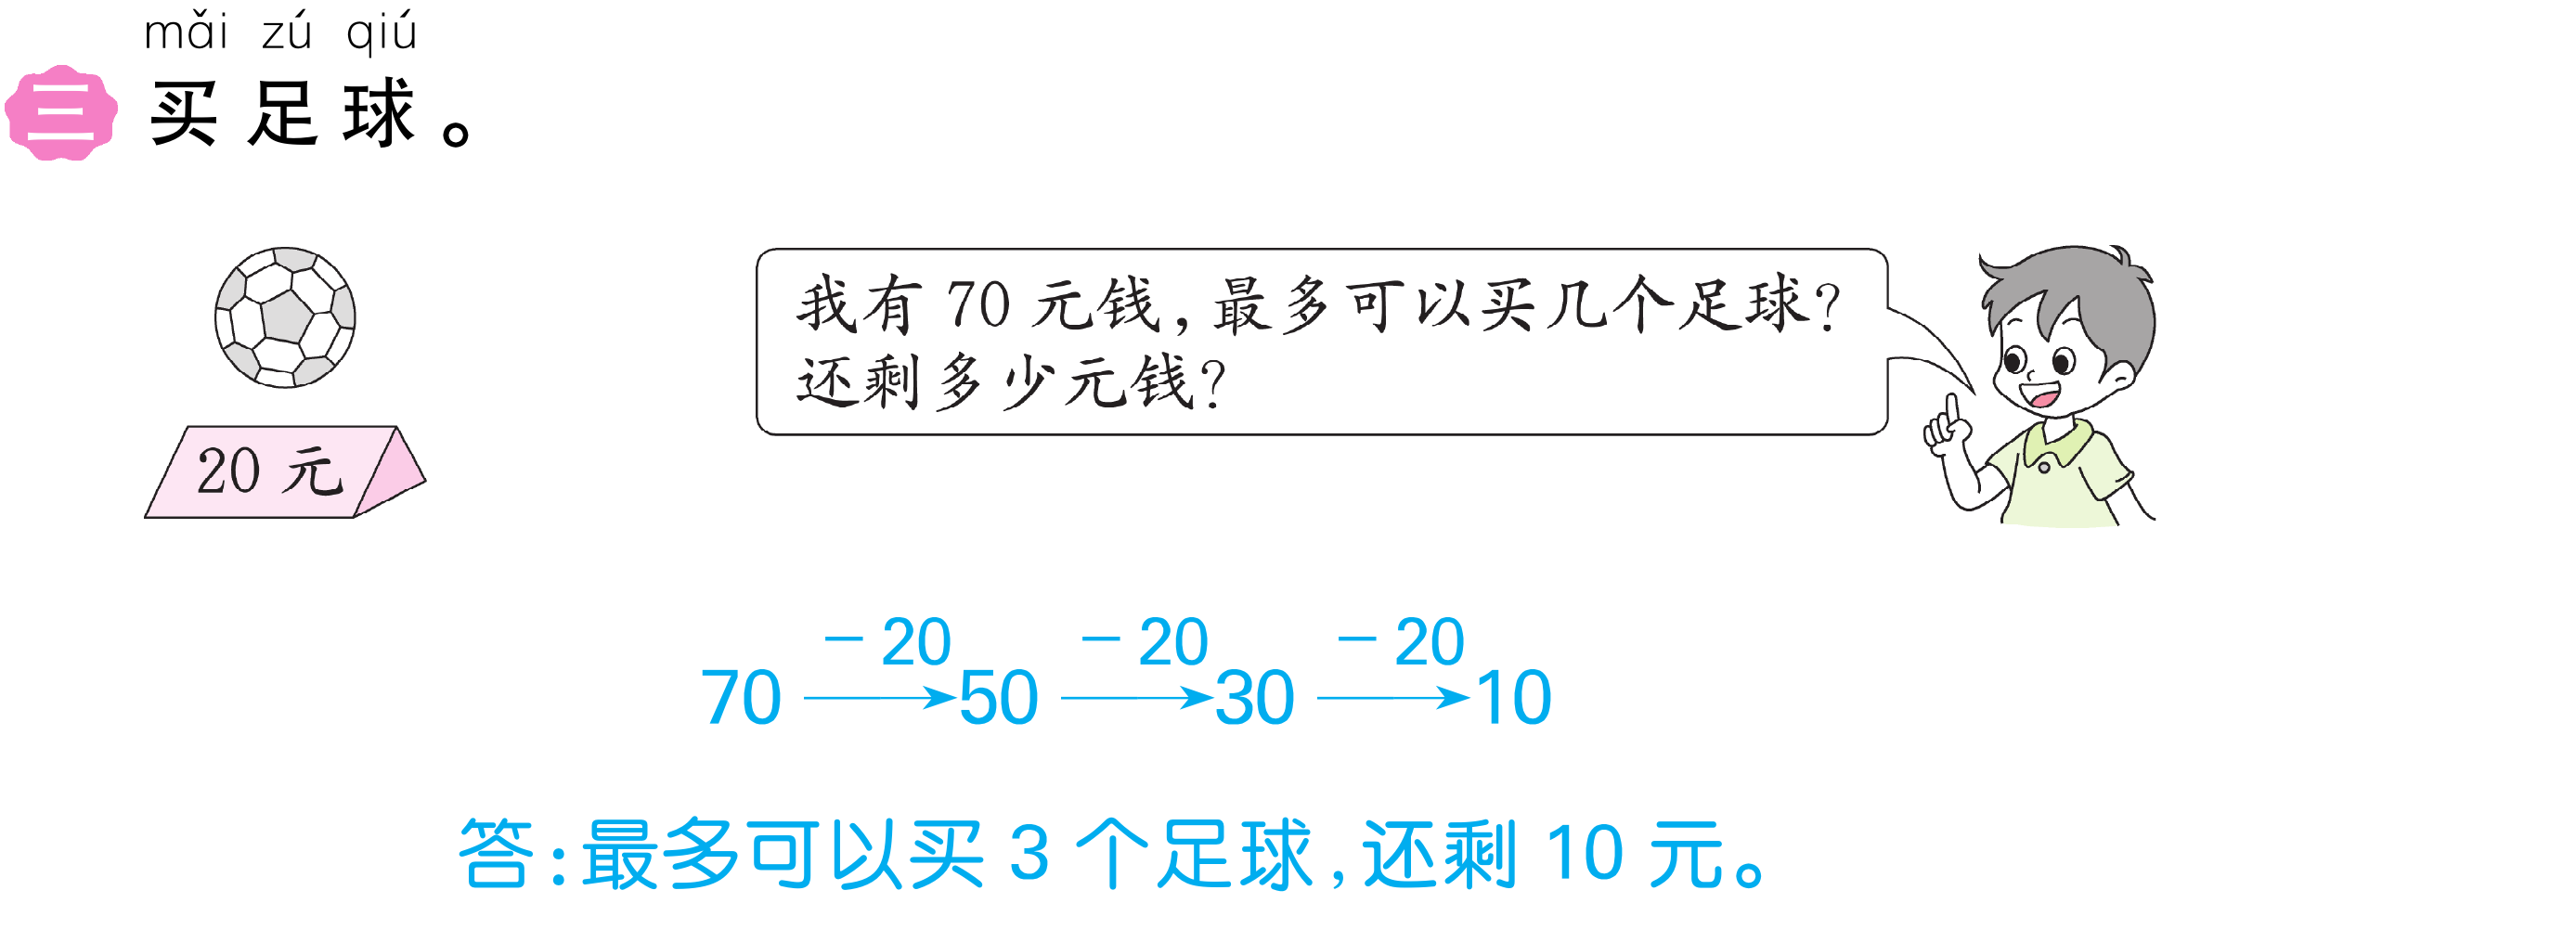 mǎi zú qiú
三 买足球。
我有 70 元钱,最多可以买几个足球?
还剩多少元钱?
20 元
－20 －20 －20
70 → 50 → 30 → 10
答:最多可以买 3 个足球,还剩 10 元。